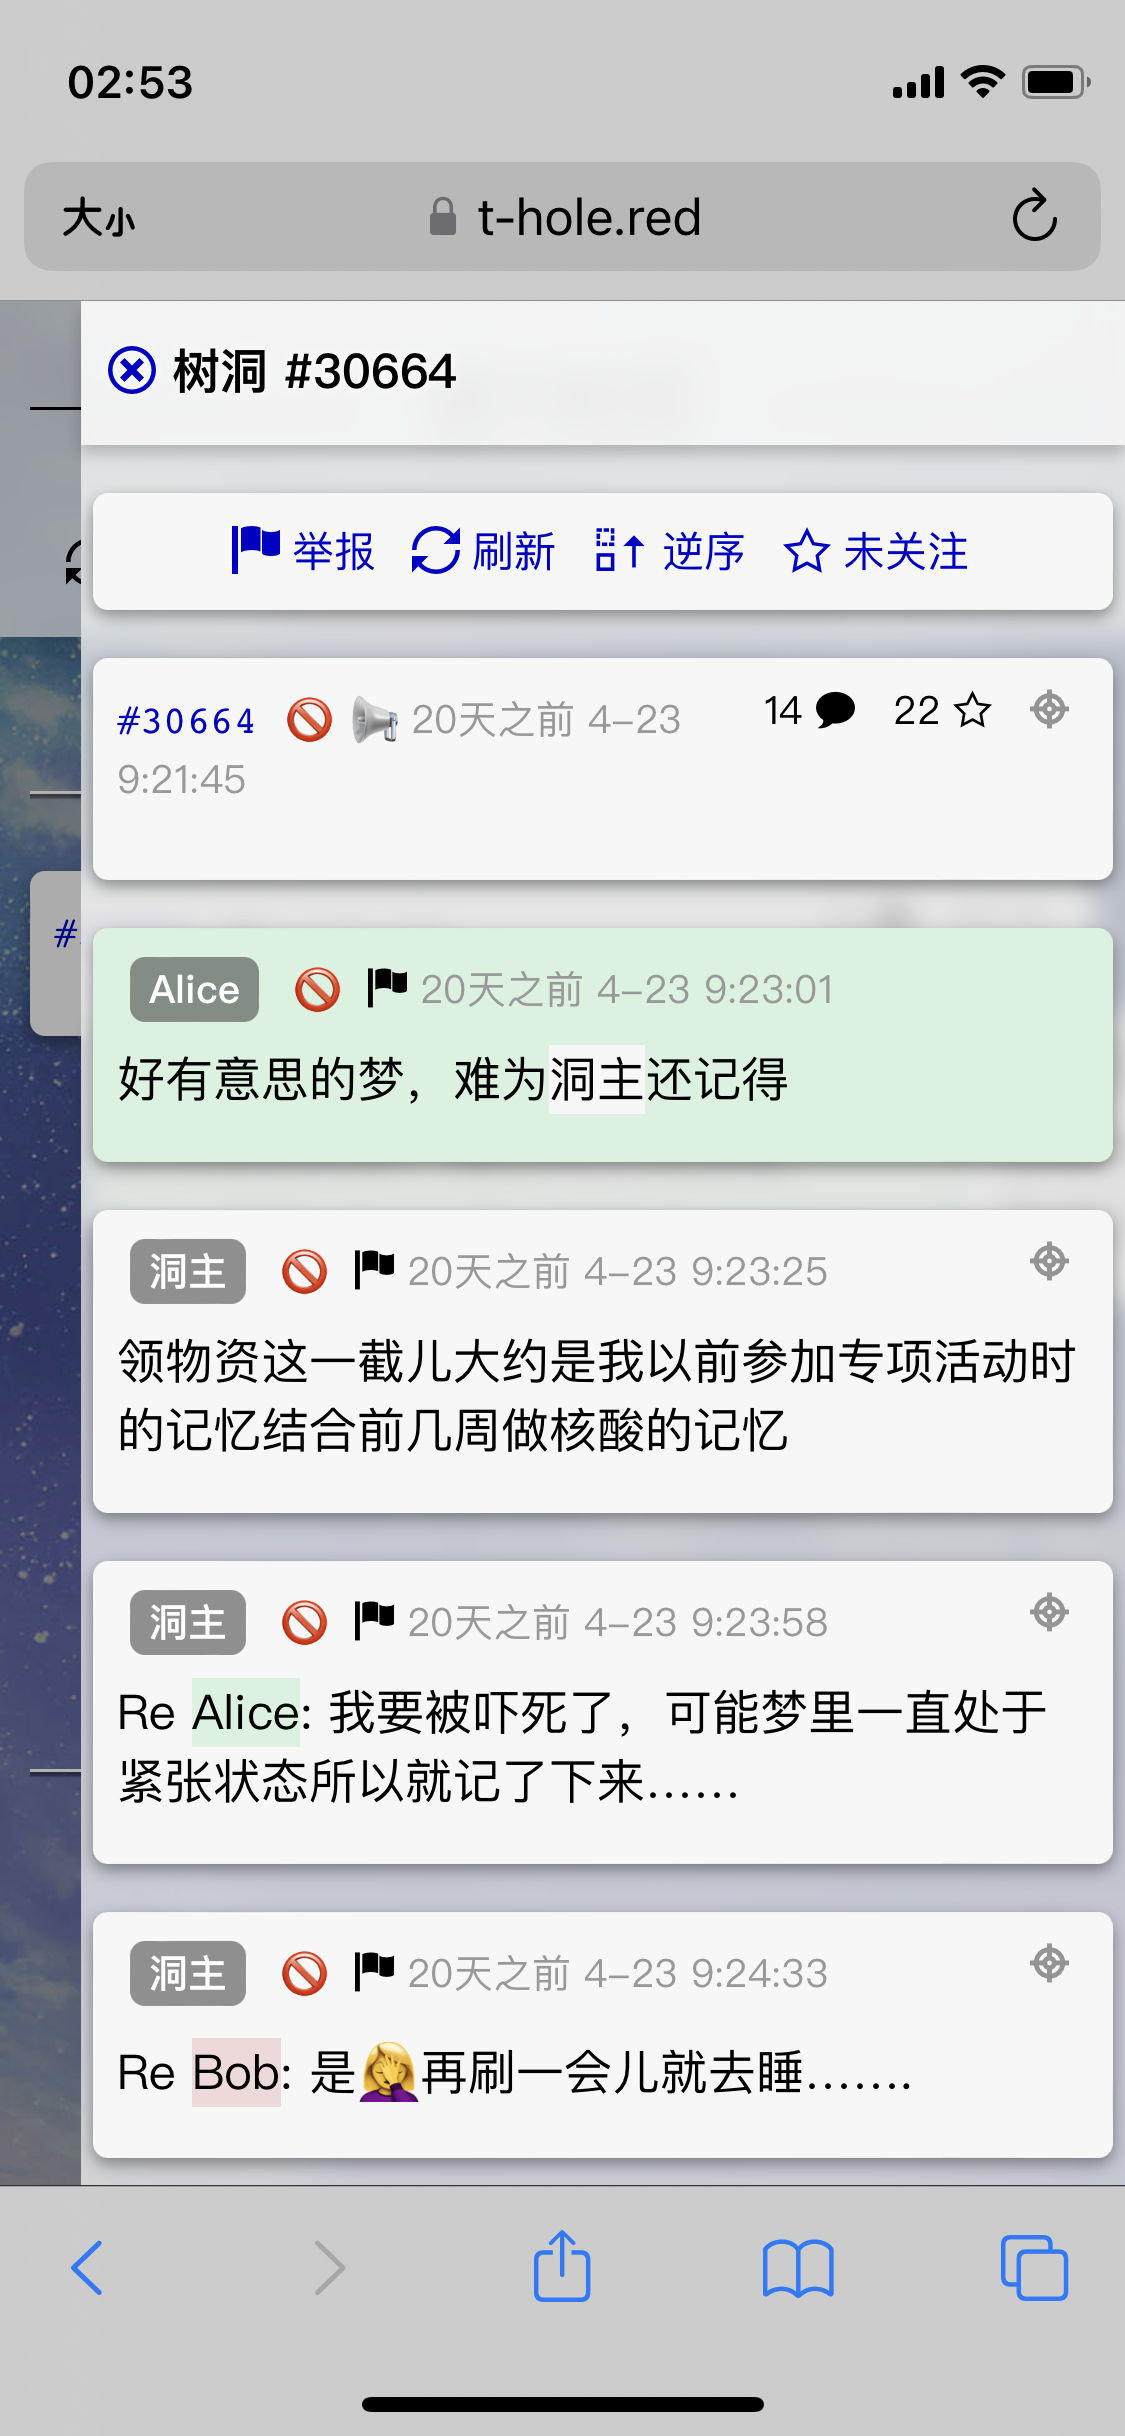 02:53
大小 t-hole.red
树洞 #30664
举报 刷新 逆序 未关注
#30664 20天之前 4-23 14 22
9:21:45
#
Alice 20天之前 4-23 9:23:01
好有意思的梦，难为洞主还记得
洞主 20天之前 4-23 9:23:25
领物资这一截儿大约是我以前参加专项活动时
的记忆结合前几周做核酸的记忆
洞主 20天之前 4-23 9:23:58
Re Alice: 我要被吓死了，可能梦里一直处于
紧张状态所以就记了下来……
洞主 20天之前 4-23 9:24:33
Re Bob: 是🤦‍♀️再刷一会儿就去睡…….